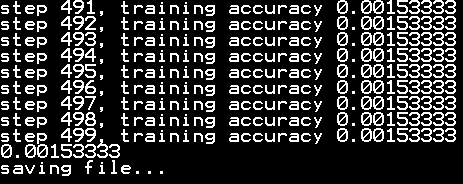 step 491, training accuracy 0.00153333
step 492, training accuracy 0.00153333
step 493, training accuracy 0.00153333
step 494, training accuracy 0.00153333
step 495, training accuracy 0.00153333
step 496, training accuracy 0.00153333
step 497, training accuracy 0.00153333
step 498, training accuracy 0.00153333
step 499, training accuracy 0.00153333
0.00153333
saving file...